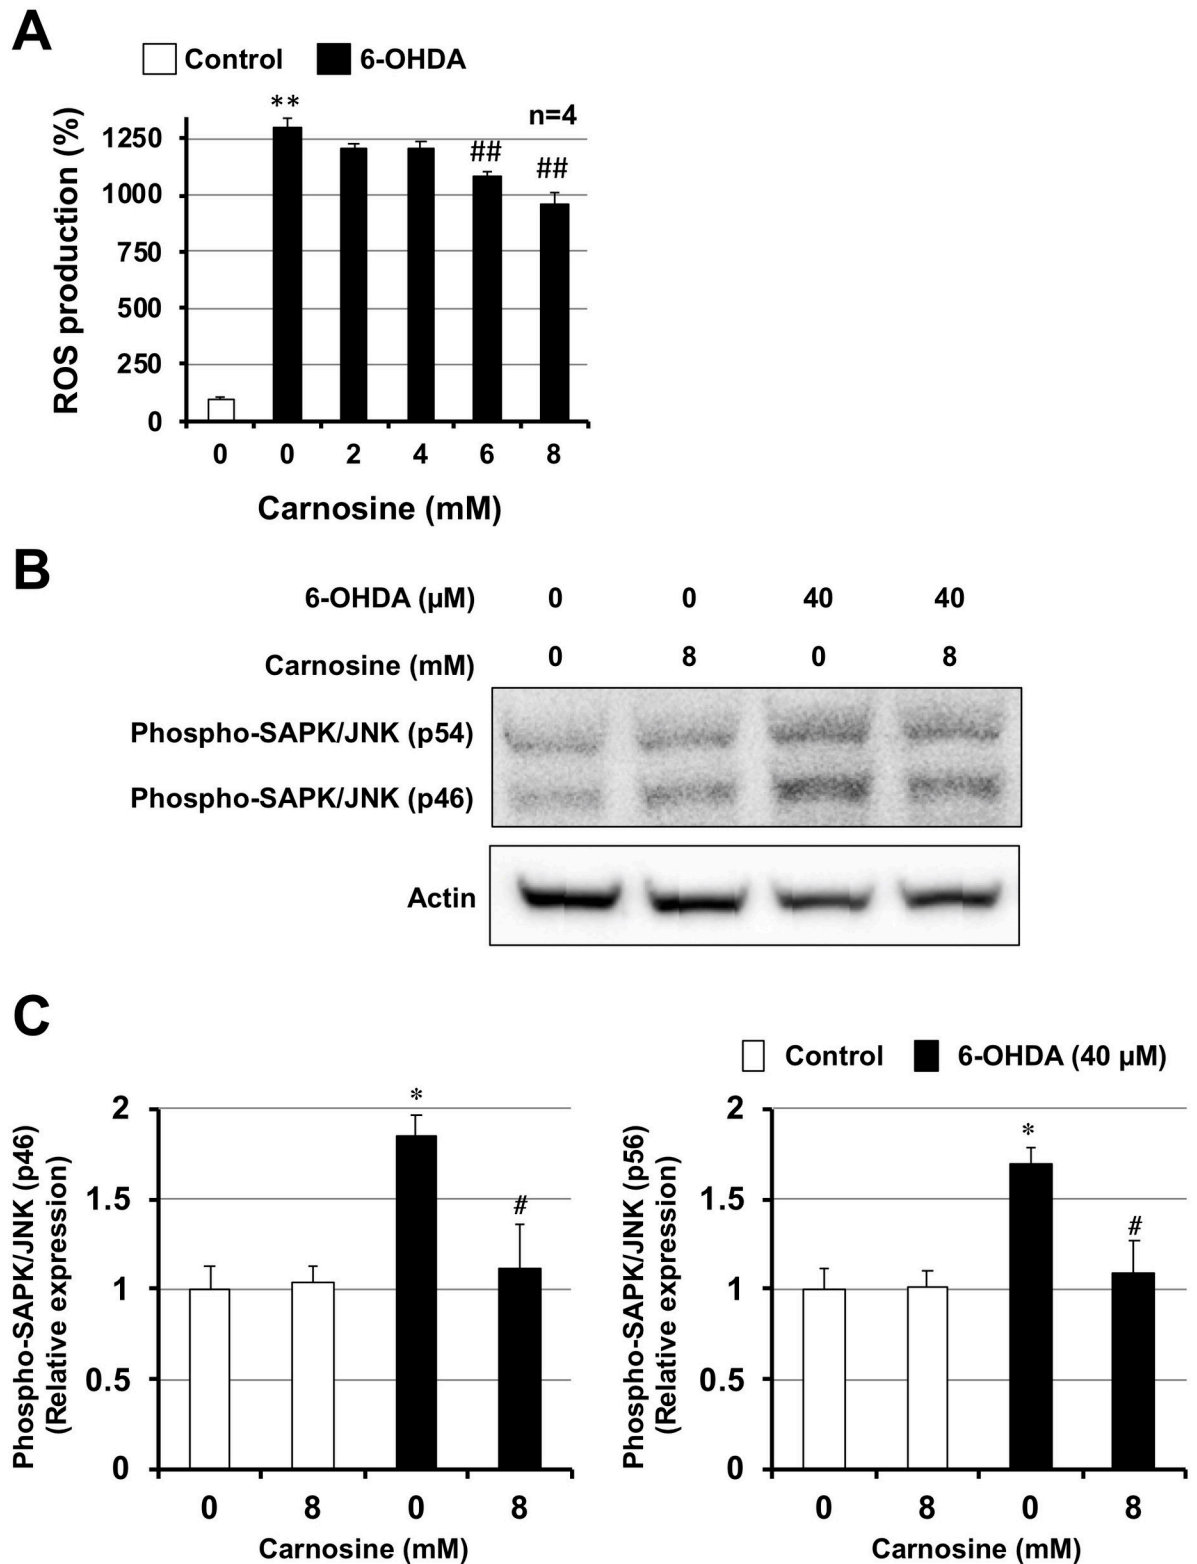 A
Control 6-OHDA
** n=4
ROS production (%)
1250
1000
750
500
250
0
## ##
0 0 2 4 6 8
Carnosine (mM)
B
6-OHDA (µM) 0 0 40 40
Carnosine (mM) 0 8 0 8
Phospho-SAPK/JNK (p54)
Phospho-SAPK/JNK (p46)
Actin
C
Control 6-OHDA (40 µM)
Phospho-SAPK/JNK (p46)
(Relative expression)
2
1.5
1
0.5
0
*
#
0 8 0 8
Carnosine (mM)
Phospho-SAPK/JNK (p56)
(Relative expression)
2
1.5
1
0.5
0
*
#
0 8 0 8
Carnosine (mM)